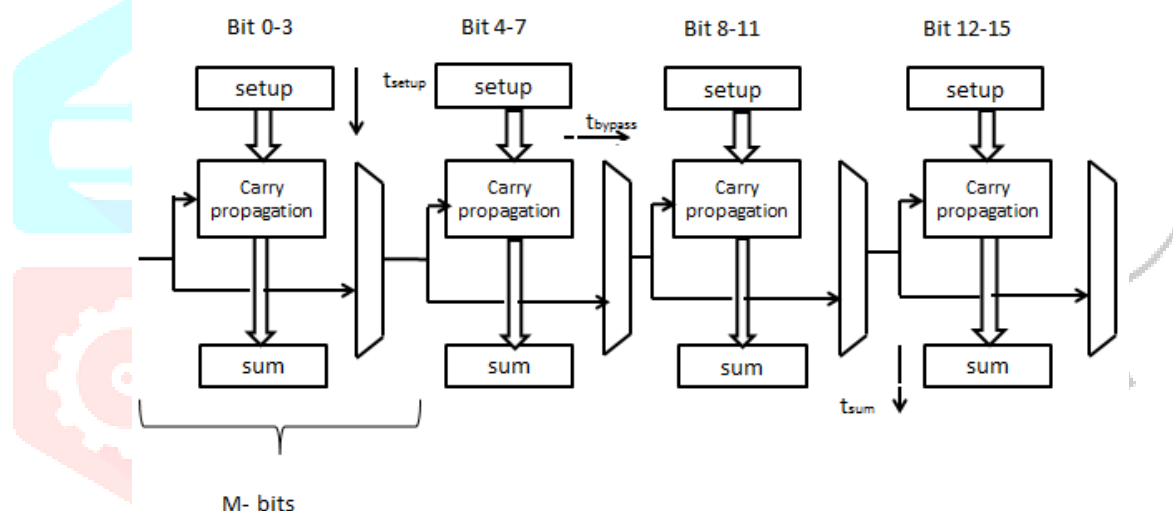 Bit 0-3
Bit 4-7
Bit 8-11
Bit 12-15
setup
tsetup
setup
setup
setup
tbypass
Carry
propagation
Carry
propagation
Carry
propagation
Carry
propagation
sum
sum
sum
sum
tsum
M- bits